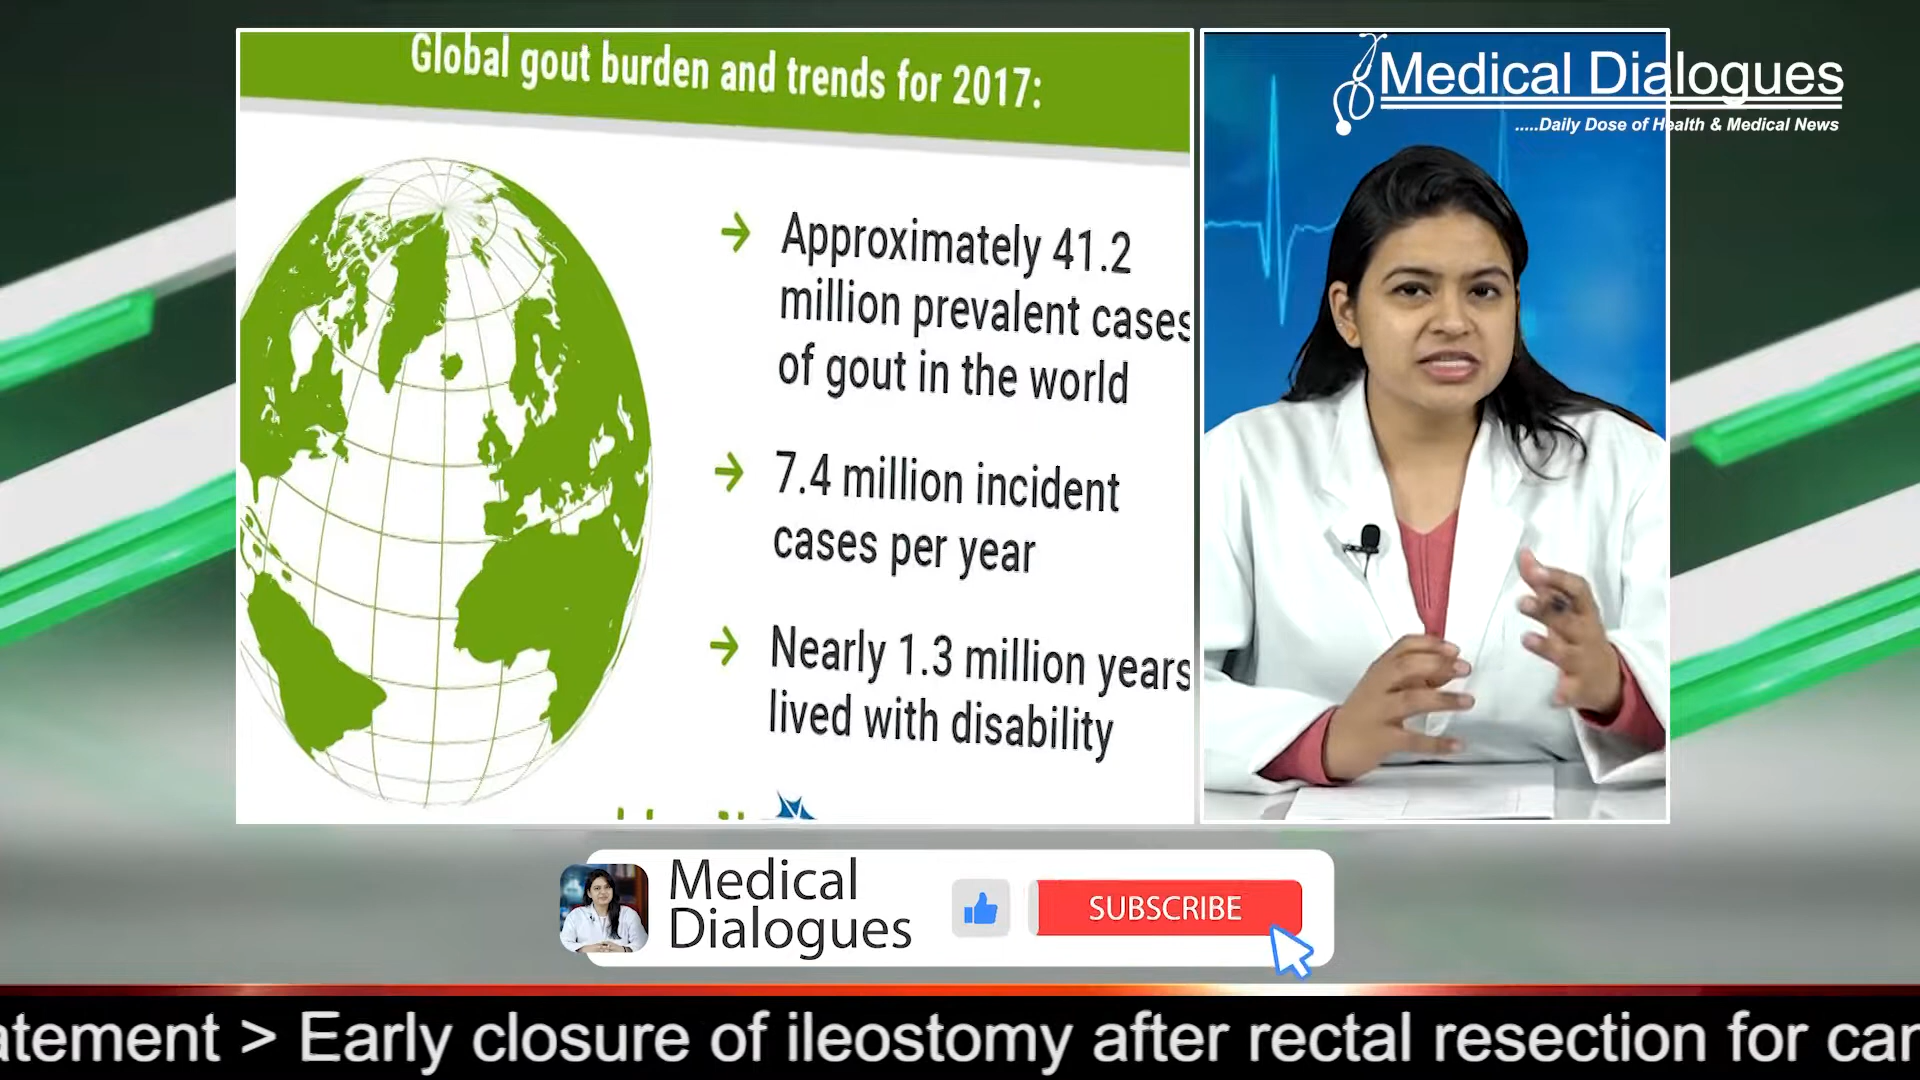 Global gout burden and trends for 2017:
Approximately 41.2
million prevalent cases
of gout in the world
7.4 million incident
cases per year
Nearly 1.3 million years
lived with disability
Medical Dialogues
.....Daily Dose of Health & Medical News
Medical
Dialogues
SUBSCRIBE
atement > Early closure of ileostomy after rectal resection for can